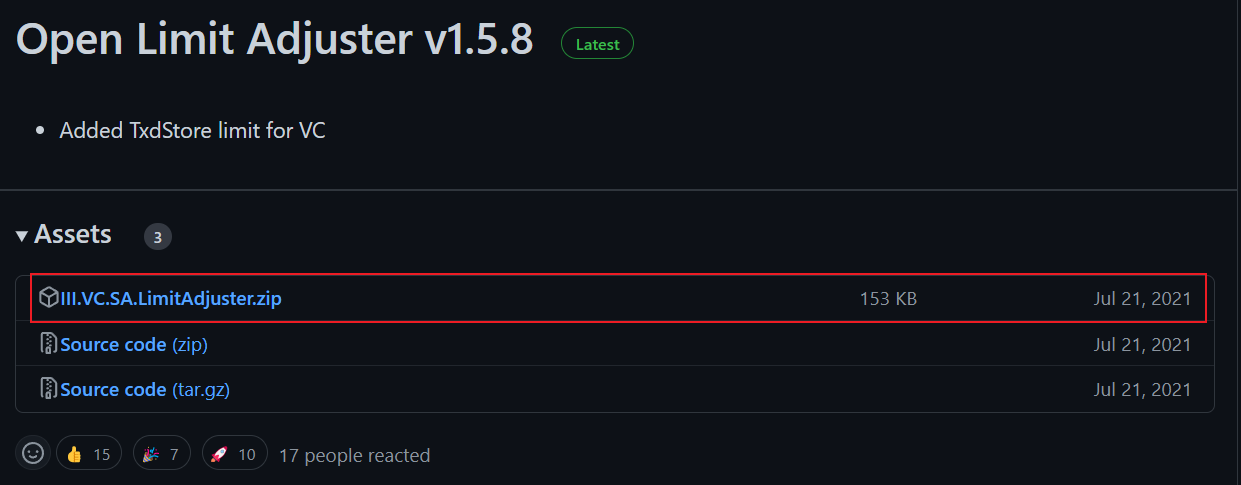 Open Limit Adjuster v1.5.8 Latest
Added TxdStore limit for VC
Assets 3
III.VC.SA.LimitAdjuster.zip 153 KB Jul 21, 2021
Source code (zip) Jul 21, 2021
Source code (tar.gz) Jul 21, 2021
👍 15 🎉 7 🚀 10 17 people reacted